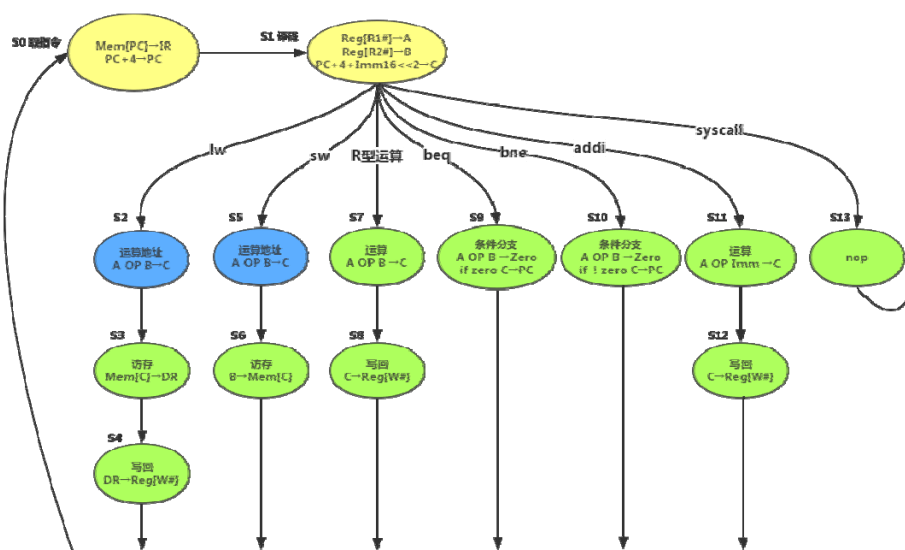 S0 取指令
Mem[PC]→IR
PC+4→PC
S1 译码
Reg[R1#]→A
Reg[R2#]→B
PC+4+Imm16<<2→C
lw
sw
R型运算
beq
bne
addi
syscall
S2
运算地址
A OP B→C
S5
运算地址
A OP B→C
S7
运算
A OP B→C
S9
条件分支
A OP B →Zero
if zero C→PC
S10
条件分支
A OP B →Zero
if ! zero C→PC
S11
运算
A OP Imm →C
S13
nop
S3
访存
Mem[C]→DR
S6
访存
B→Mem[C]
S8
写回
C→Reg[W#]
S12
写回
C→Reg[W#]
S4
写回
DR→Reg[W#]